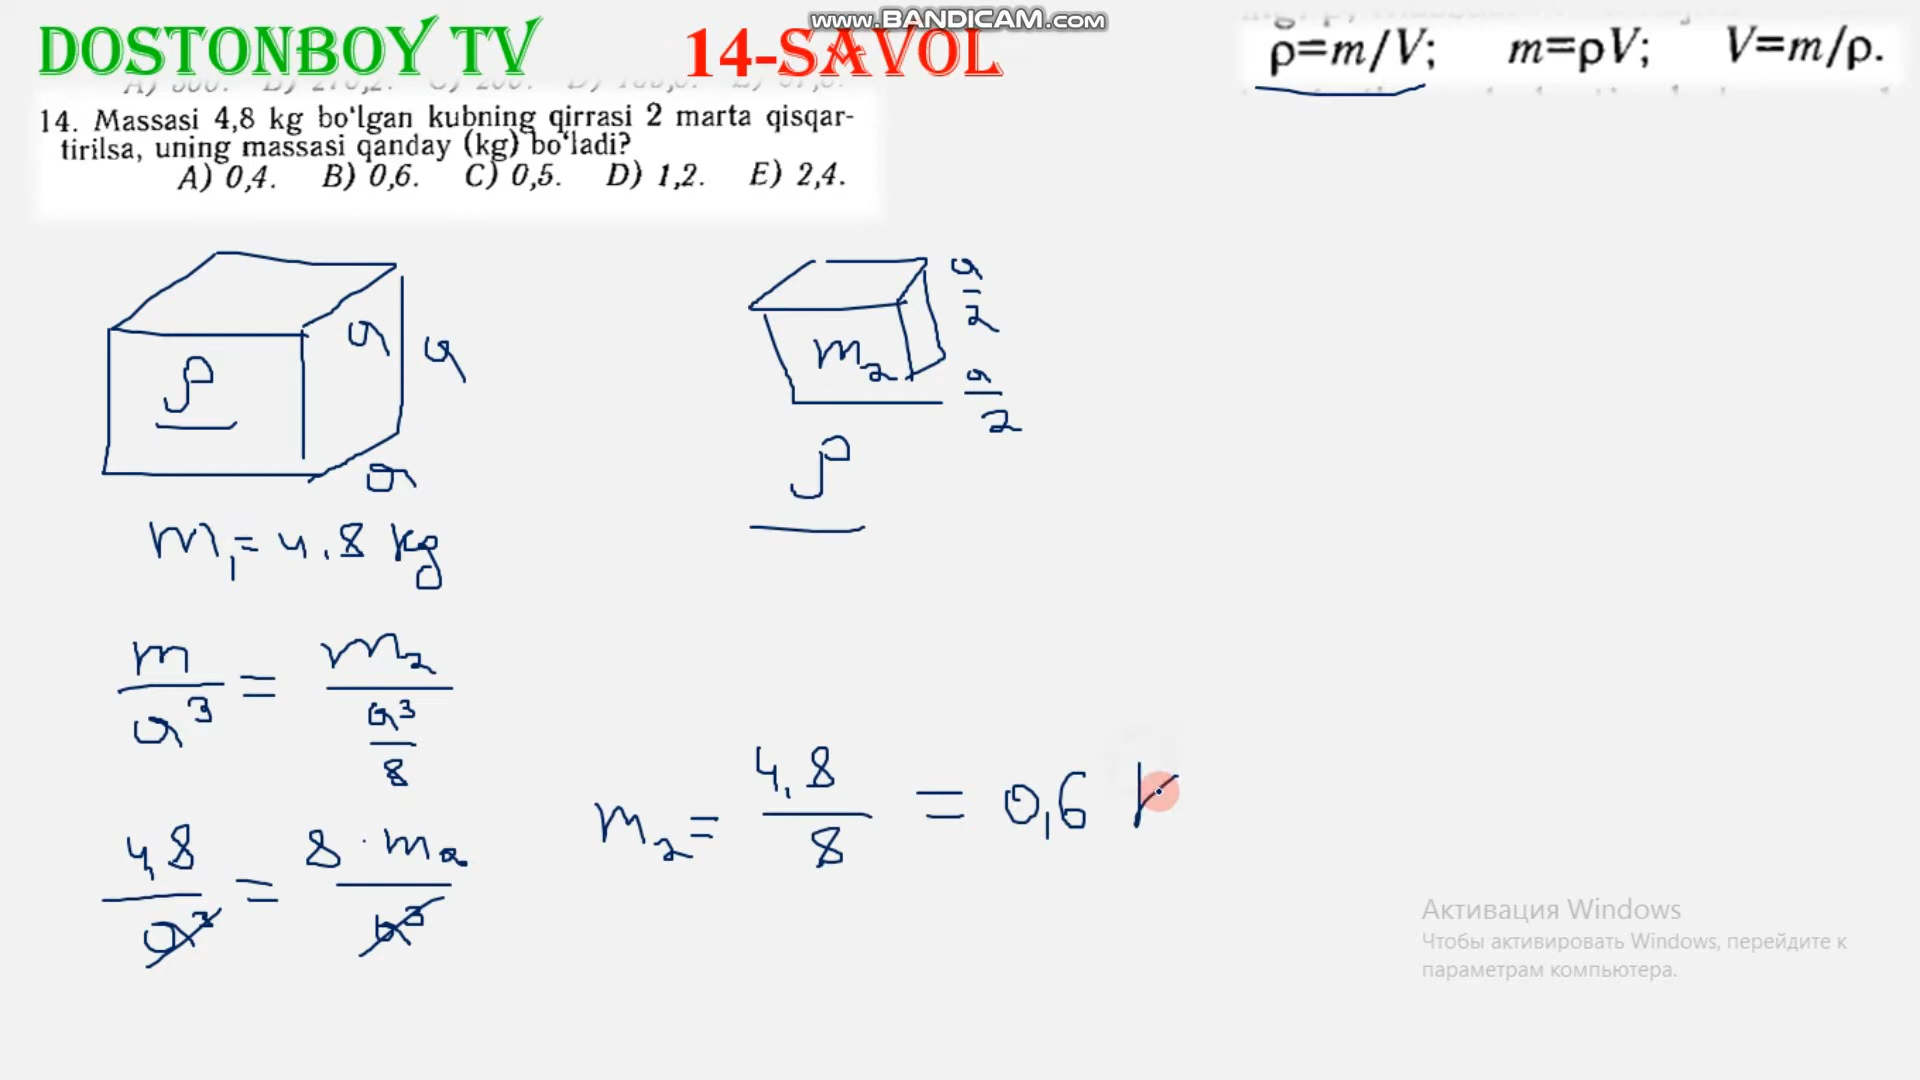 www.BANDICAM.com
DOSTONBOY TV
14-SAVOL
ρ=m/V; m=ρV; V=m/ρ.
14. Massasi 4,8 kg bo‘lgan kubning qirrasi 2 marta qisqar-
tirilsa, uning massasi qanday (kg) bo‘ladi?
A) 0,4. B) 0,6. C) 0,5. D) 1,2. E) 2,4.
ρ
a
a
a
m₂
a/2
a/2
ρ
m₁ = 4.8 kg
m/a³ = m₂/(a³/8)
4,8/a³ = 8 · m₂/a³
m₂ = 4,8/8 = 0,6 k
Активация Windows
Чтобы активировать Windows, перейдите к
параметрам компьютера.